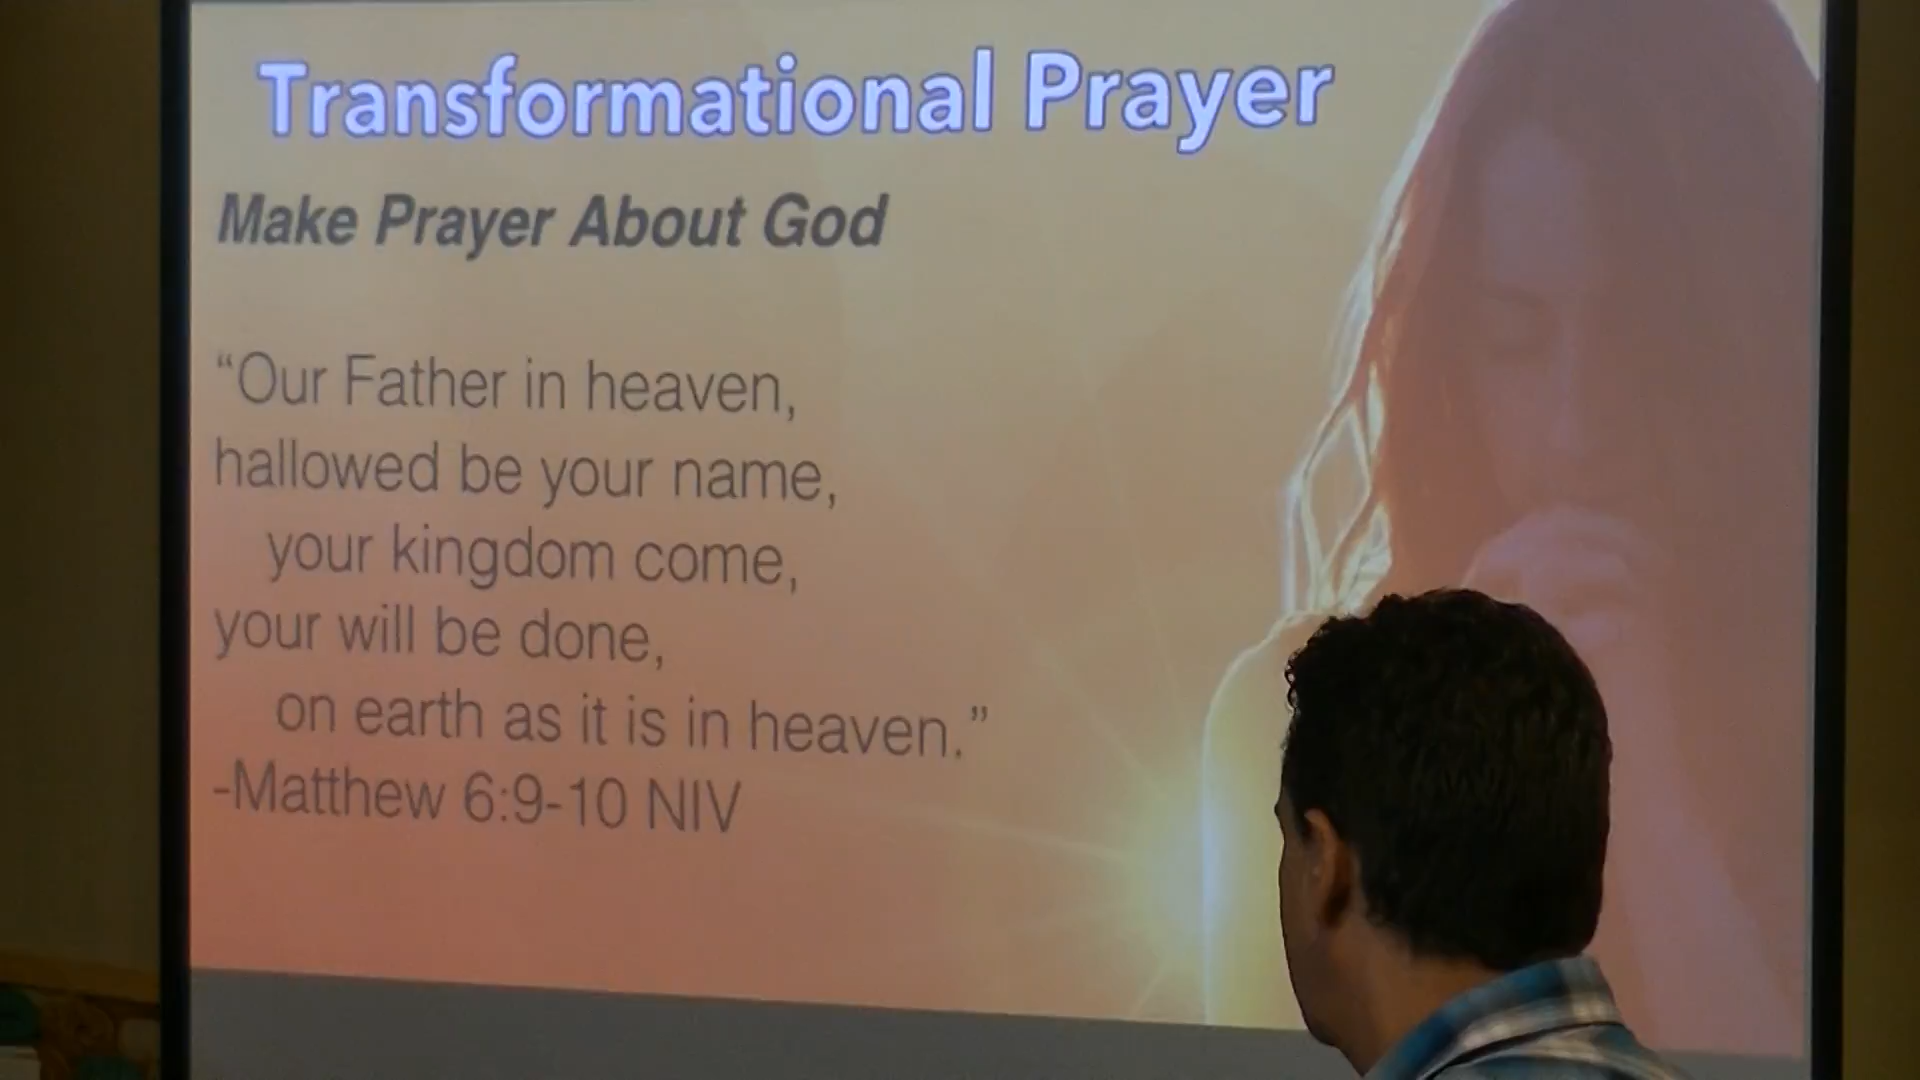 Transformational Prayer
Make Prayer About God
“Our Father in heaven,
hallowed be your name,
your kingdom come,
your will be done,
on earth as it is in heaven.”
-Matthew 6:9-10 NIV